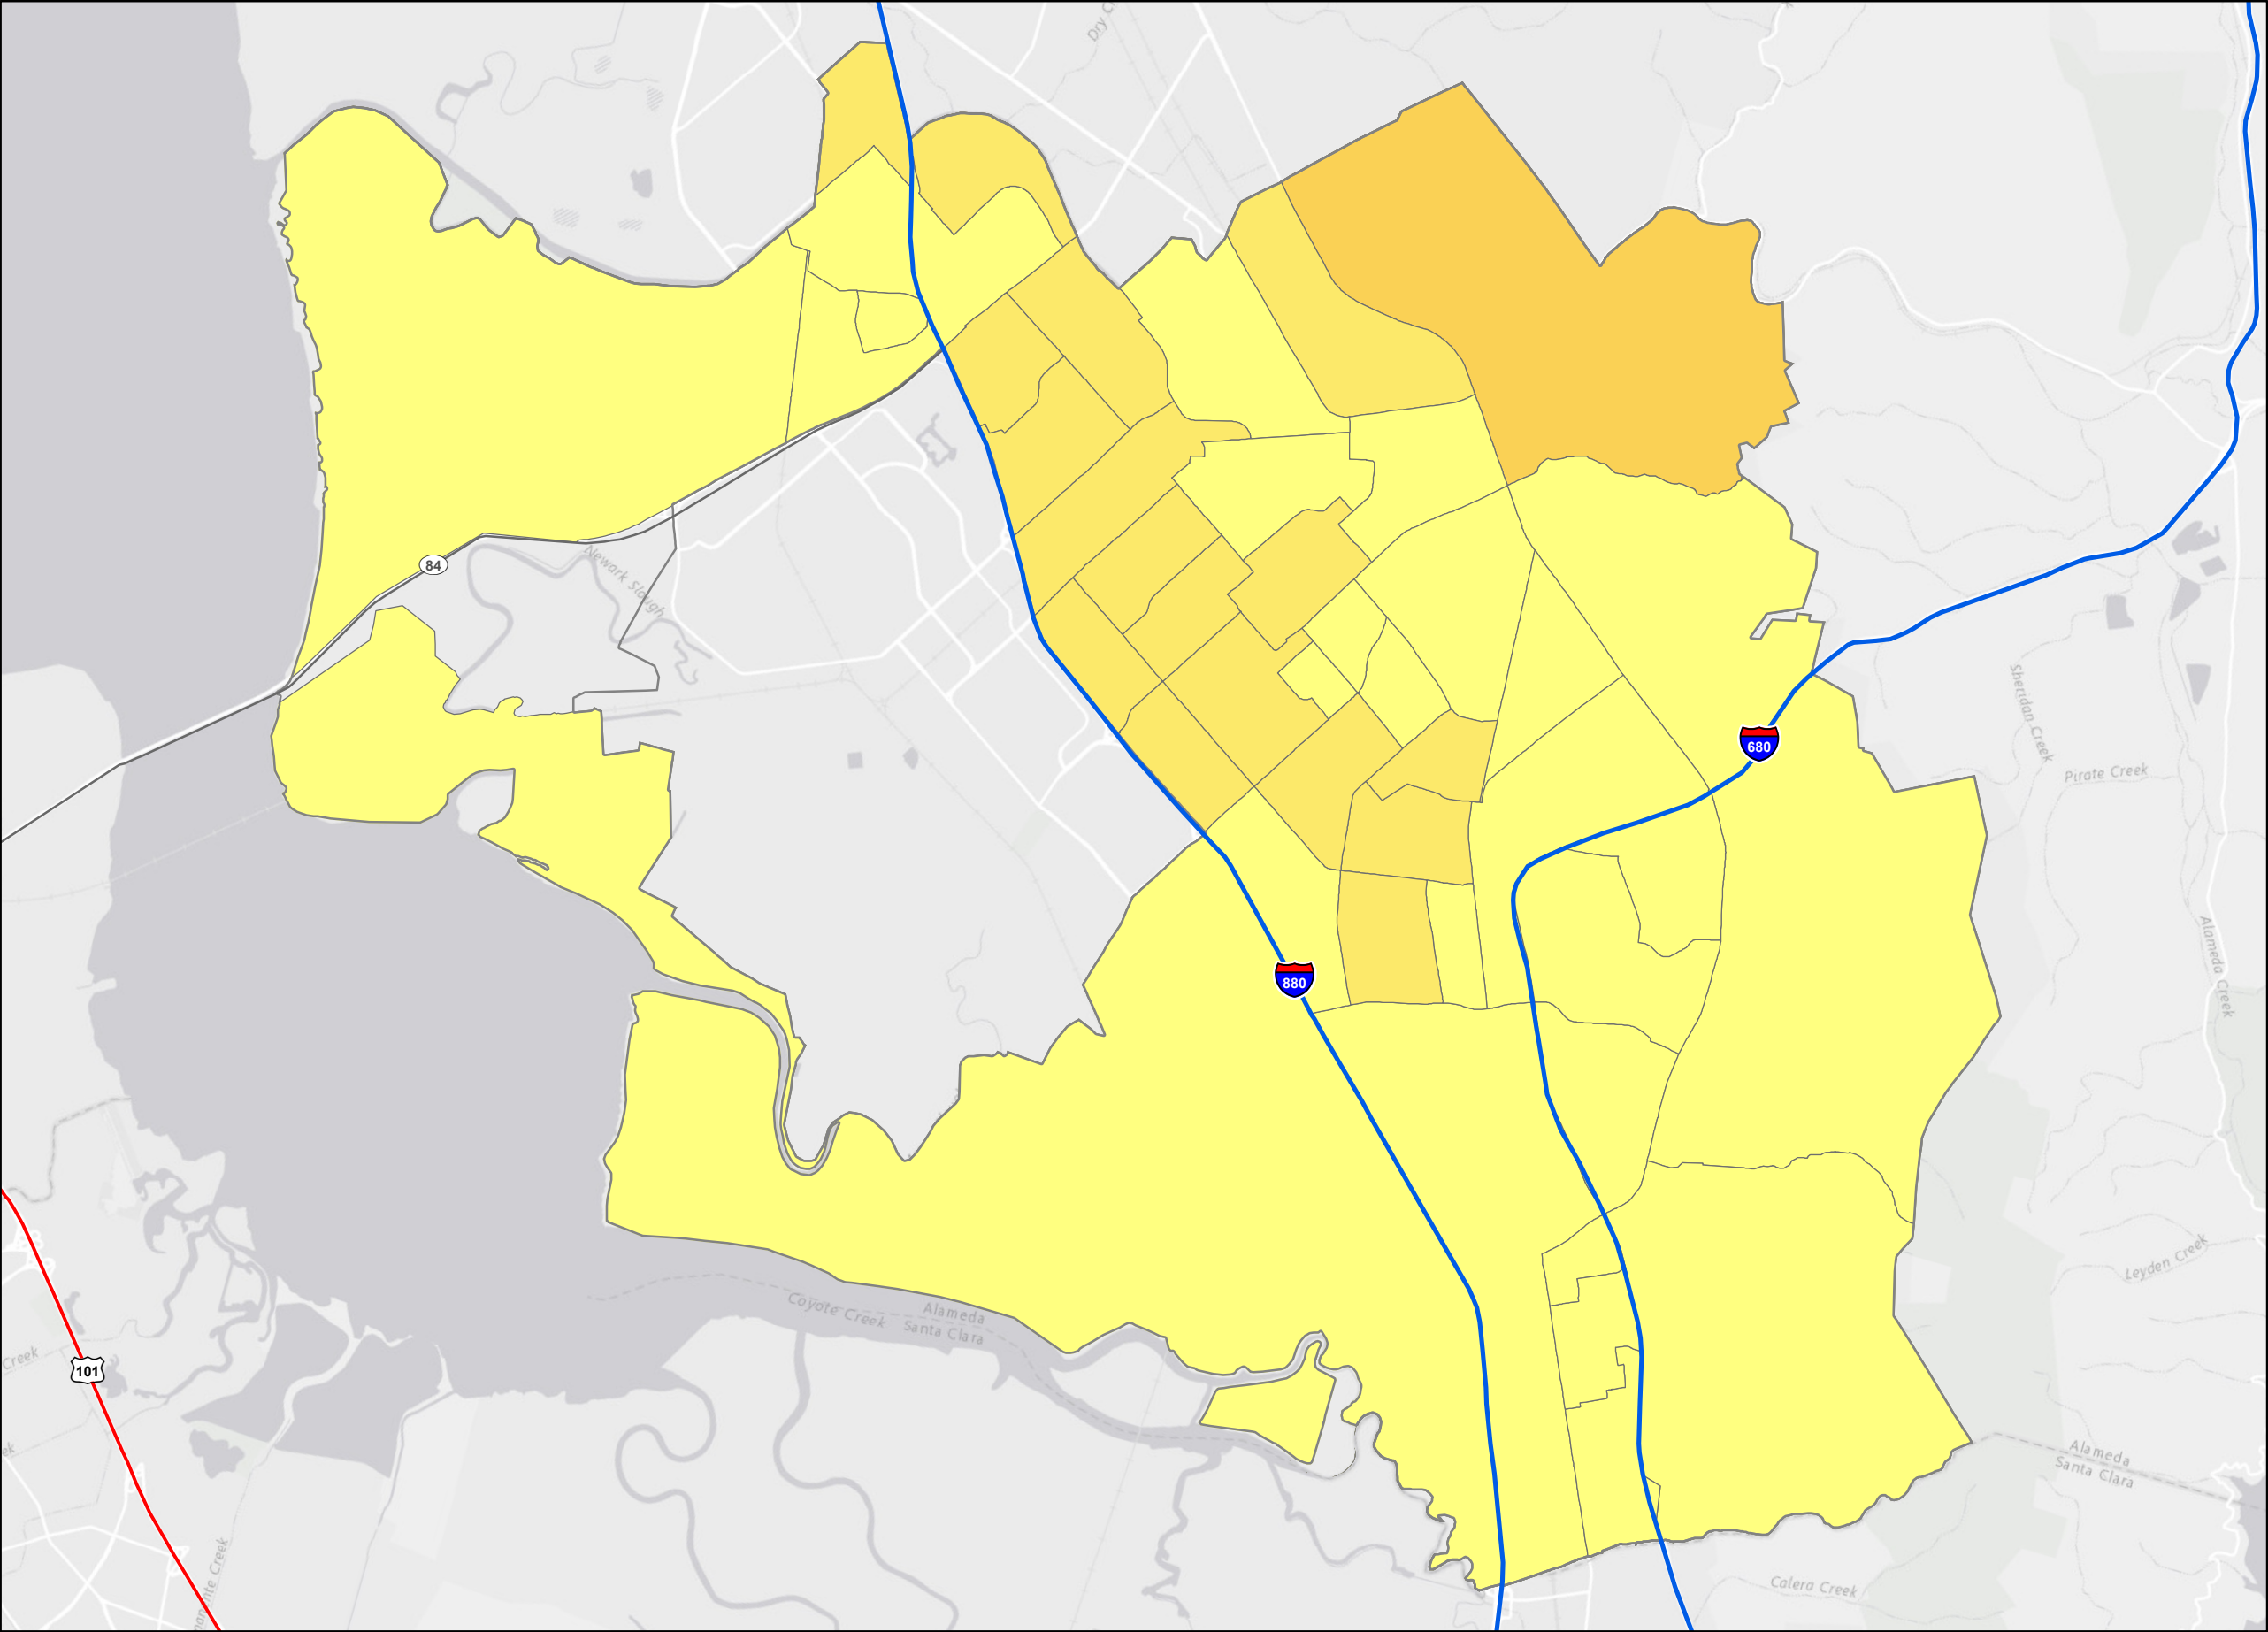 Dry C
84
Newark Slough
680
Sheridan Creek
Pirate Creek
Alameda Creek
880
Leyden Creek
Coyote Creek
Alameda
Santa Clara
Creek
101
Alameda
Santa Clara
Calera Creek
Creek